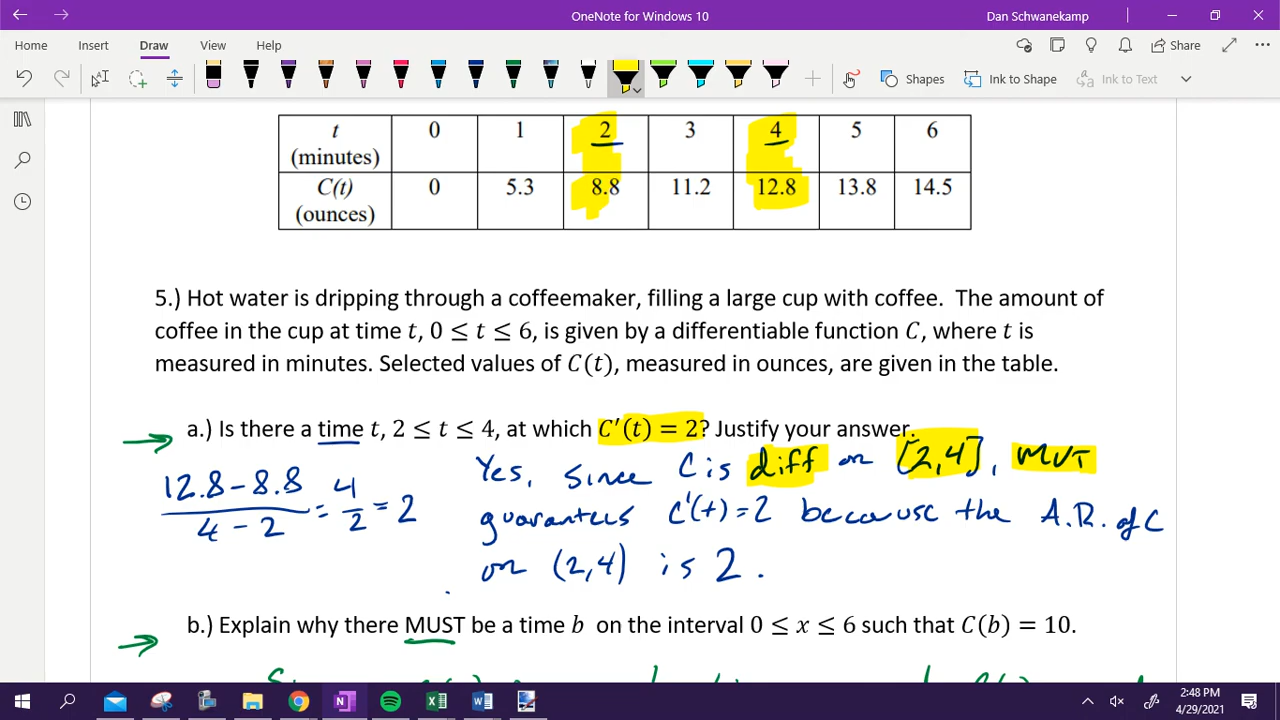 OneNote for Windows 10
Dan Schwanekamp
Home Insert Draw View Help
Share
Shapes Ink to Shape Ink to Text
t (minutes) 0 1 2 3 4 5 6
C(t) (ounces) 0 5.3 8.8 11.2 12.8 13.8 14.5
5.) Hot water is dripping through a coffeemaker, filling a large cup with coffee. The amount of
coffee in the cup at time t, 0 ≤ t ≤ 6, is given by a differentiable function C, where t is
measured in minutes. Selected values of C(t), measured in ounces, are given in the table.
a.) Is there a time t, 2 ≤ t ≤ 4, at which C′(t) = 2? Justify your answer.
12.8 - 8.8 / 4 - 2 = 4/2 = 2
Yes, since C is diff on [2,4], MVT
guarantees C'(t) = 2 because the A.R. of C
on (2,4) is 2.
b.) Explain why there MUST be a time b on the interval 0 ≤ x ≤ 6 such that C(b) = 10.
2:48 PM
4/29/2021